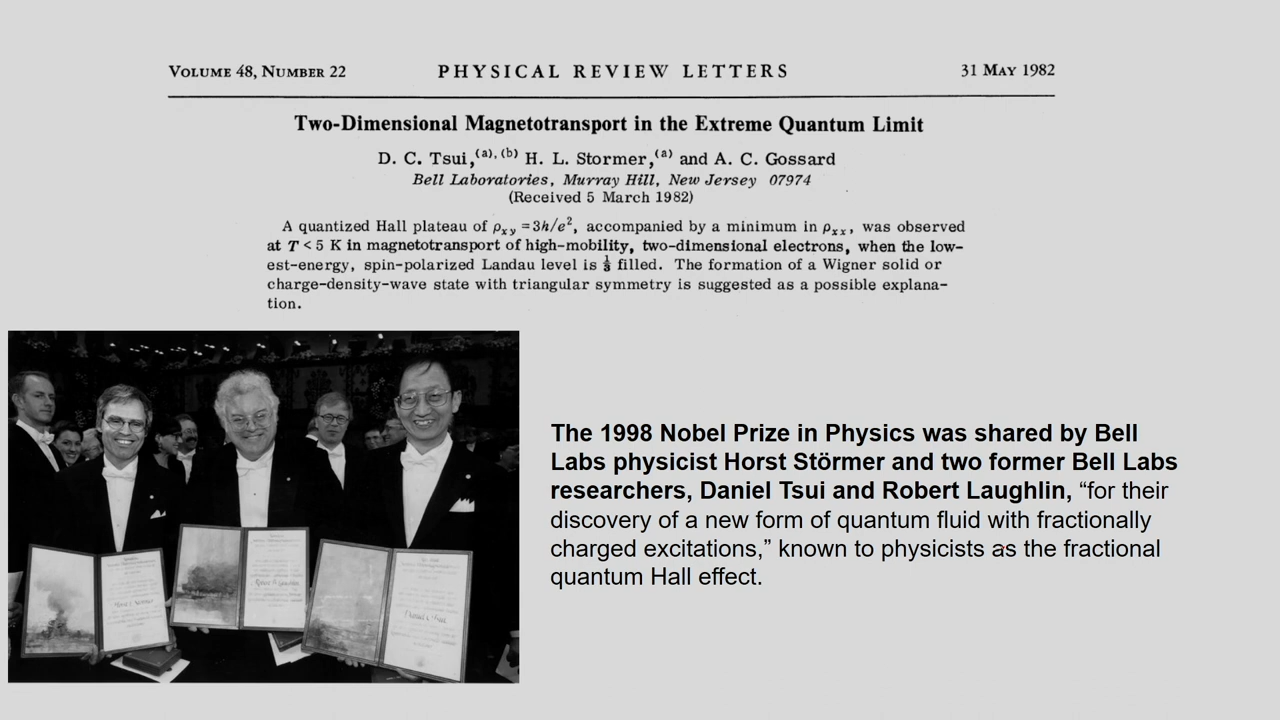 VOLUME 48, NUMBER 22 PHYSICAL REVIEW LETTERS 31 MAY 1982
Two-Dimensional Magnetotransport in the Extreme Quantum Limit
D. C. Tsui,(a),(b) H. L. Stormer,(a) and A. C. Gossard
Bell Laboratories, Murray Hill, New Jersey 07974
(Received 5 March 1982)
A quantized Hall plateau of ρxy = 3h/e², accompanied by a minimum in ρxx, was observed
at T < 5 K in magnetotransport of high-mobility, two-dimensional electrons, when the low-
est-energy, spin-polarized Landau level is ⅓ filled. The formation of a Wigner solid or
charge-density-wave state with triangular symmetry is suggested as a possible explana-
tion.
The 1998 Nobel Prize in Physics was shared by Bell
Labs physicist Horst Störmer and two former Bell Labs
researchers, Daniel Tsui and Robert Laughlin, “for their
discovery of a new form of quantum fluid with fractionally
charged excitations,” known to physicists as the fractional
quantum Hall effect.